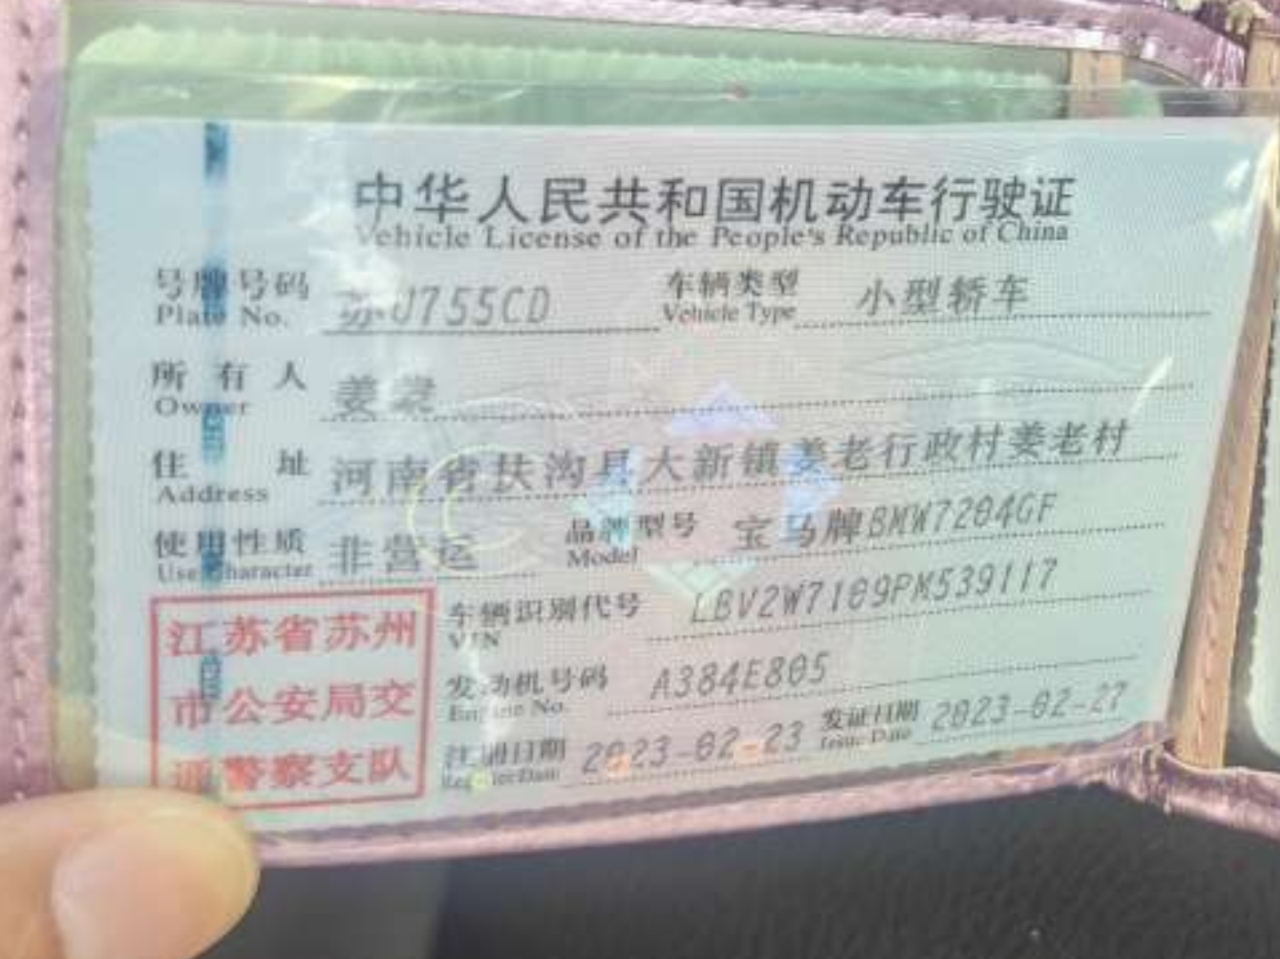 中华人民共和国机动车行驶证
Vehicle License of the People's Republic of China
号牌号码 苏U755CD 车辆类型 小型轿车
Plate No. Vehicle Type
所有人 姜棠
Owner
住址 河南省扶沟县大新镇姜老行政村姜老村
Address
使用性质 非营运 品牌型号 宝马牌BMW7204GF
Use Character Model
江苏省苏州
市公安局交
通警察支队
车辆识别代号 LBV2W7109PM539117
VIN
发动机号码 A384E805
Engine No.
注册日期 2023-02-23 发证日期 2023-02-27
Register Date Issue Date